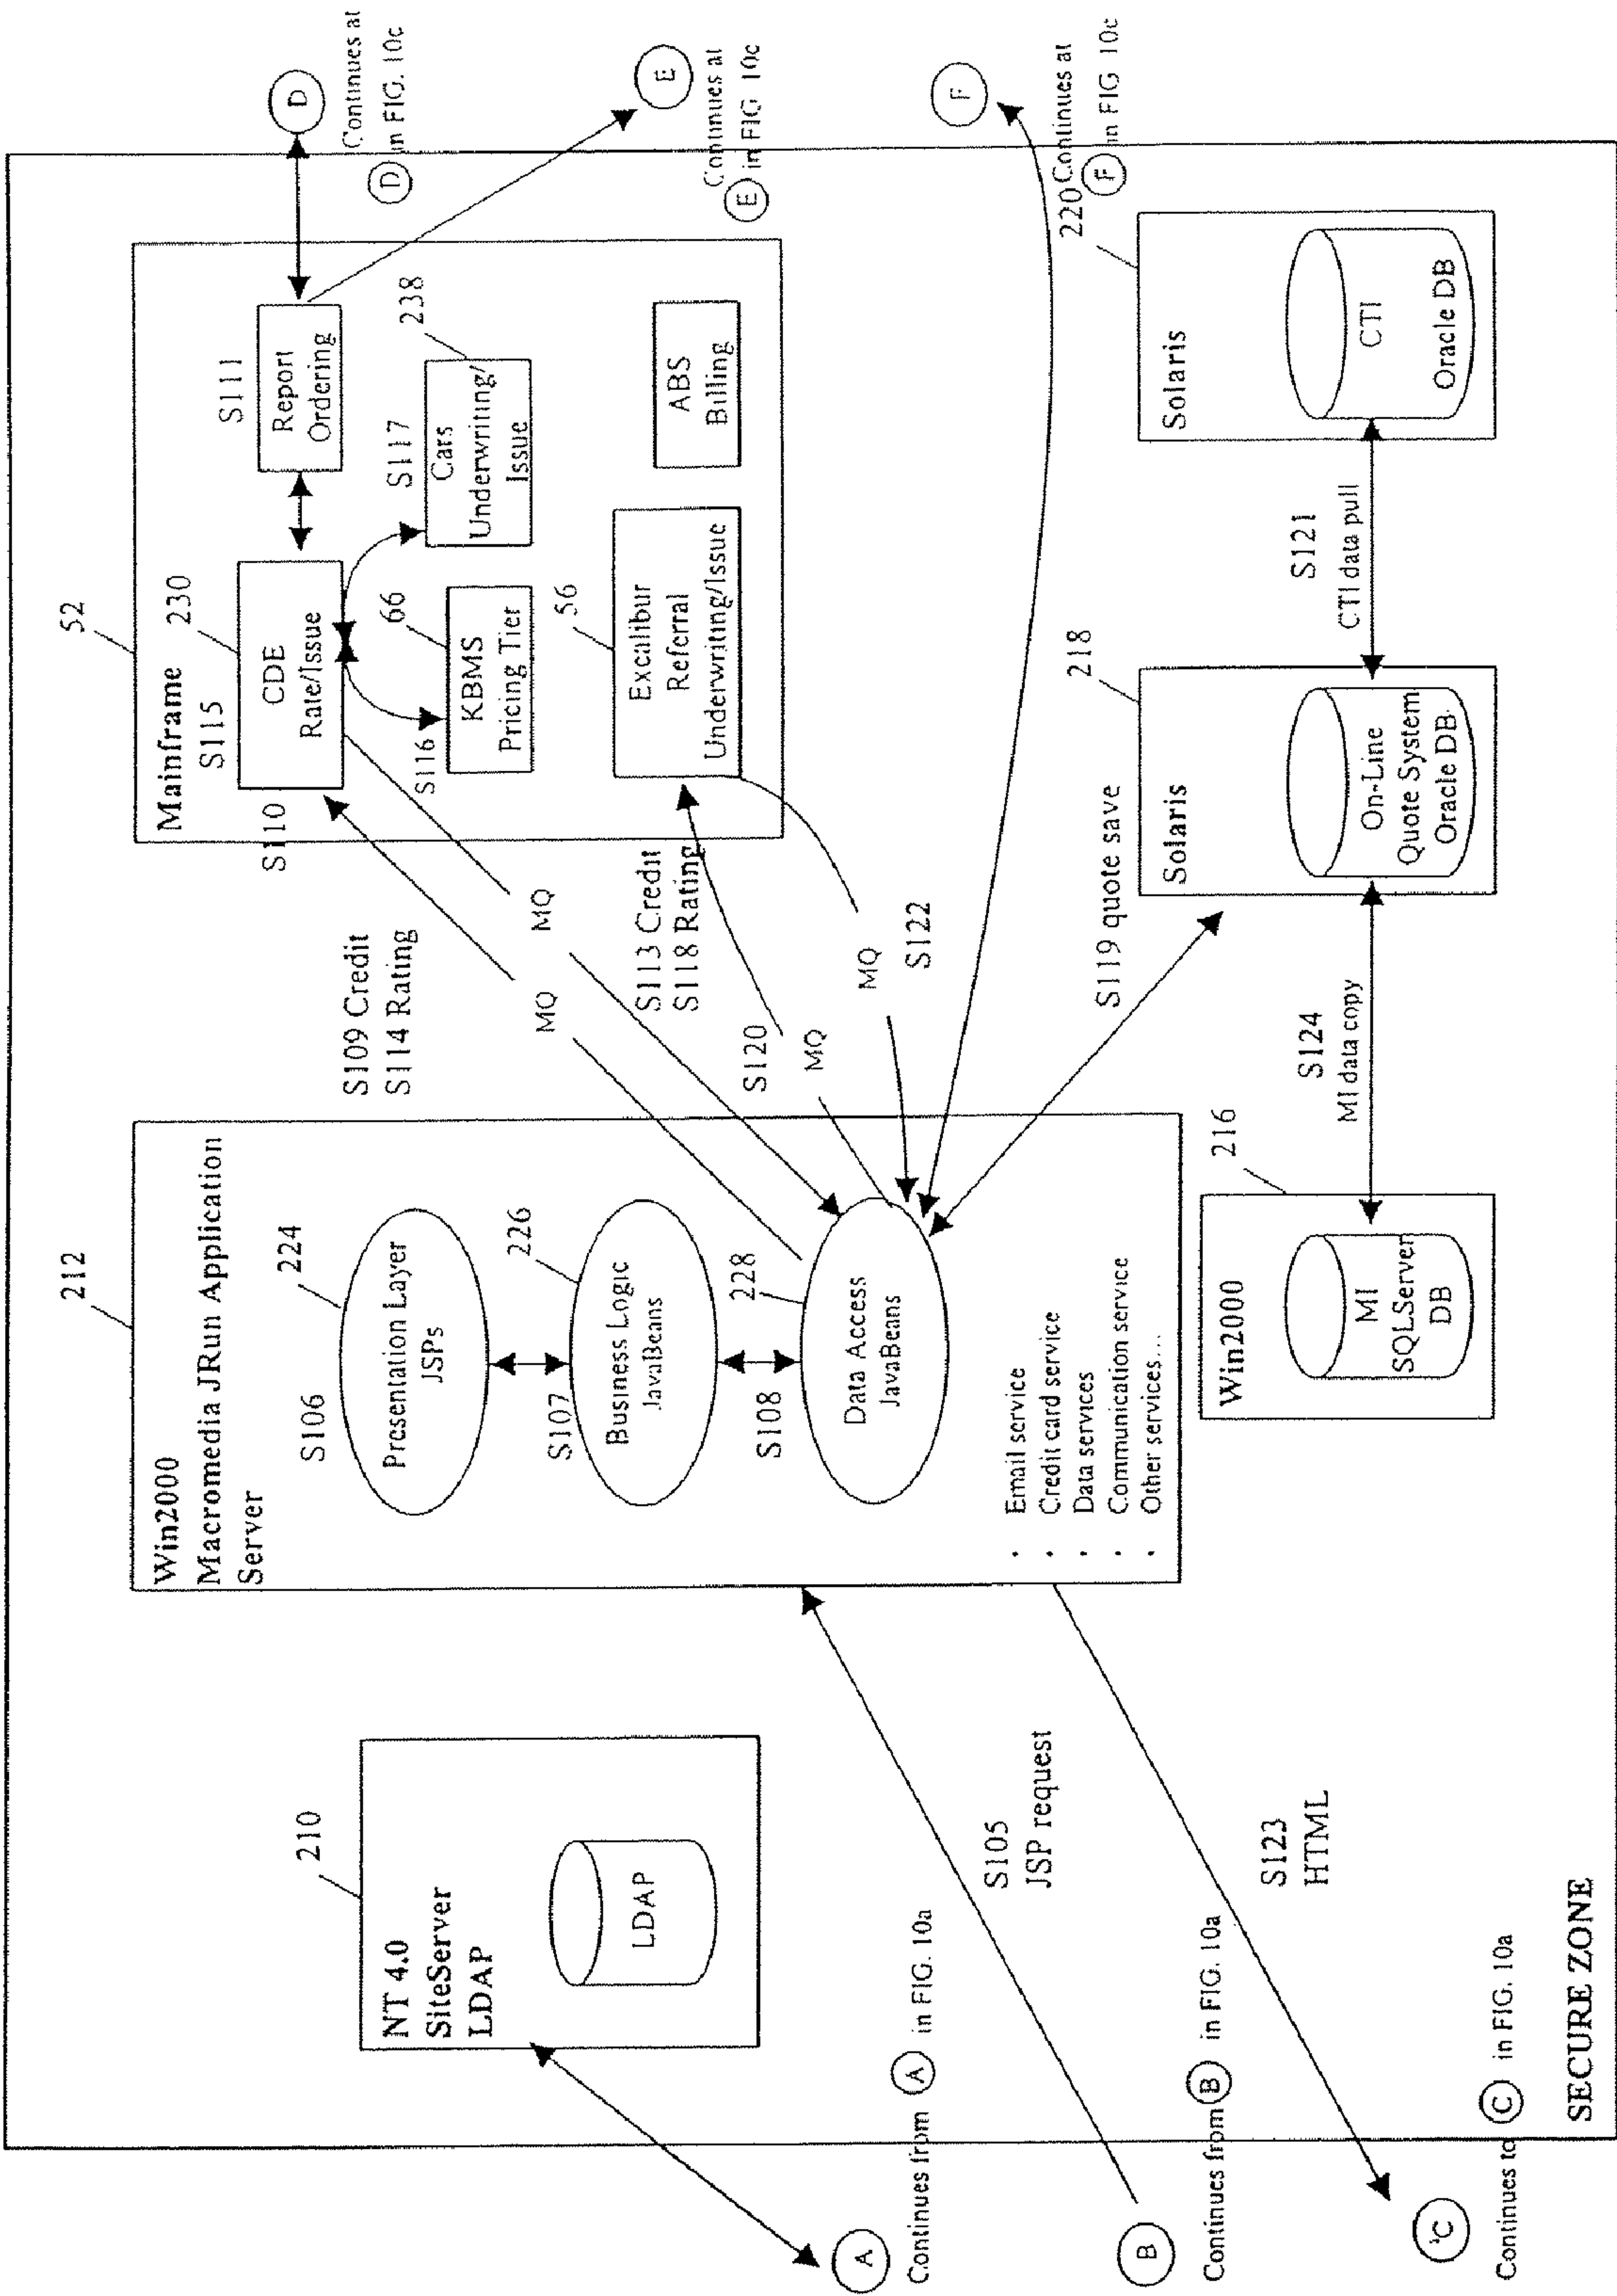 52
Mainframe
S115
230
CDE
Rate/Issue
S110
S111
Report
Ordering
S117
Cars
Underwriting/
Issue
238
S116
66
KBMS
Pricing Tier
56
Excalibur
Referral
Underwriting/Issue
ABS
Billing
D
Continues at
D in FIG. 10c
E
Continues at
E in FIG 10c
F
Continues at
F in FIG 10c
212
Win2000
Macromedia JRun Application
Server
S106
224
Presentation Layer
JSPs
S107
226
Business Logic
JavaBeans
S108
228
Data Access
JavaBeans
· Email service
· Credit card service
· Data services
· Communication service
· Other services...
S109 Credit
S114 Rating
MQ
MQ
S113 Credit
S118 Rating
S120
MQ
MQ
S122
S119 quote save
210
NT 4.0
SiteServer
LDAP
LDAP
A
Continues from A in FIG. 10a
S105
JSP request
B
Continues from B in FIG. 10a
S123
HTML
C
Continues to C in FIG. 10a
216
Win2000
MI
SQLServer
DB
S124
MI data copy
218
Solaris
On-Line
Quote System
Oracle DB.
S121
CTI data pull
220
Solaris
CTI
Oracle DB
SECURE ZONE